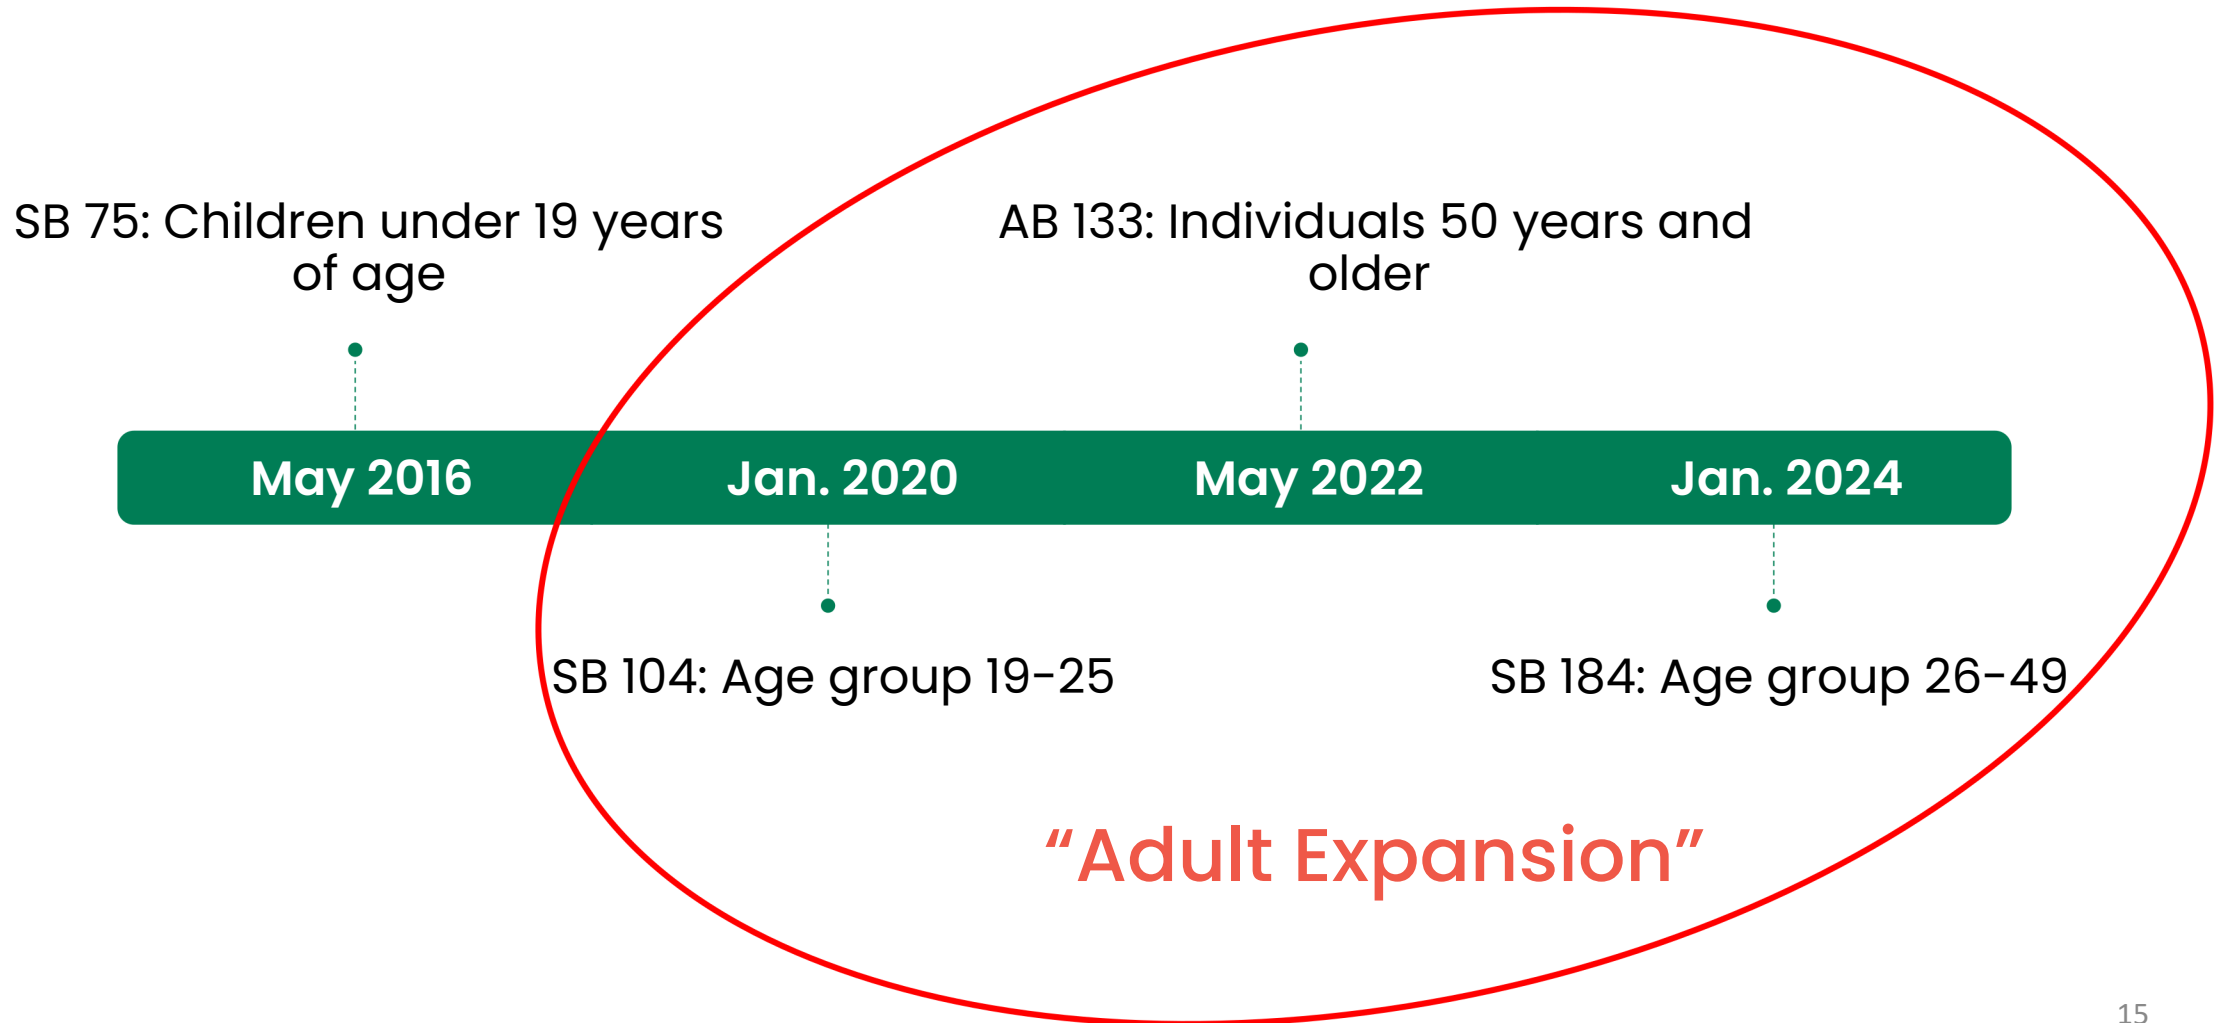 SB 75: Children under 19 years
of age
AB 133: Individuals 50 years and
older
May 2016
Jan. 2020
May 2022
Jan. 2024
SB 104: Age group 19-25
SB 184: Age group 26-49
“Adult Expansion”
15